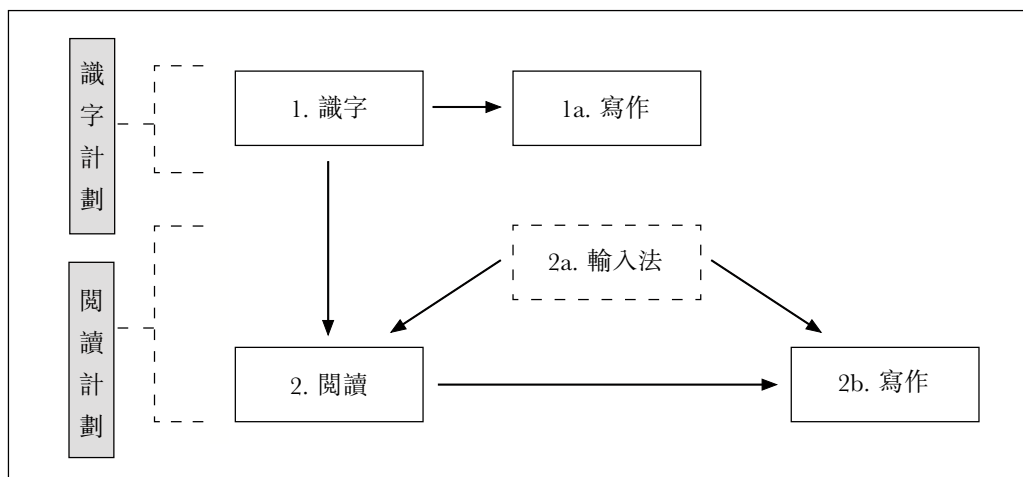 識字計劃
1. 識字
1a. 寫作
2a. 輸入法
閱讀計劃
2. 閱讀
2b. 寫作